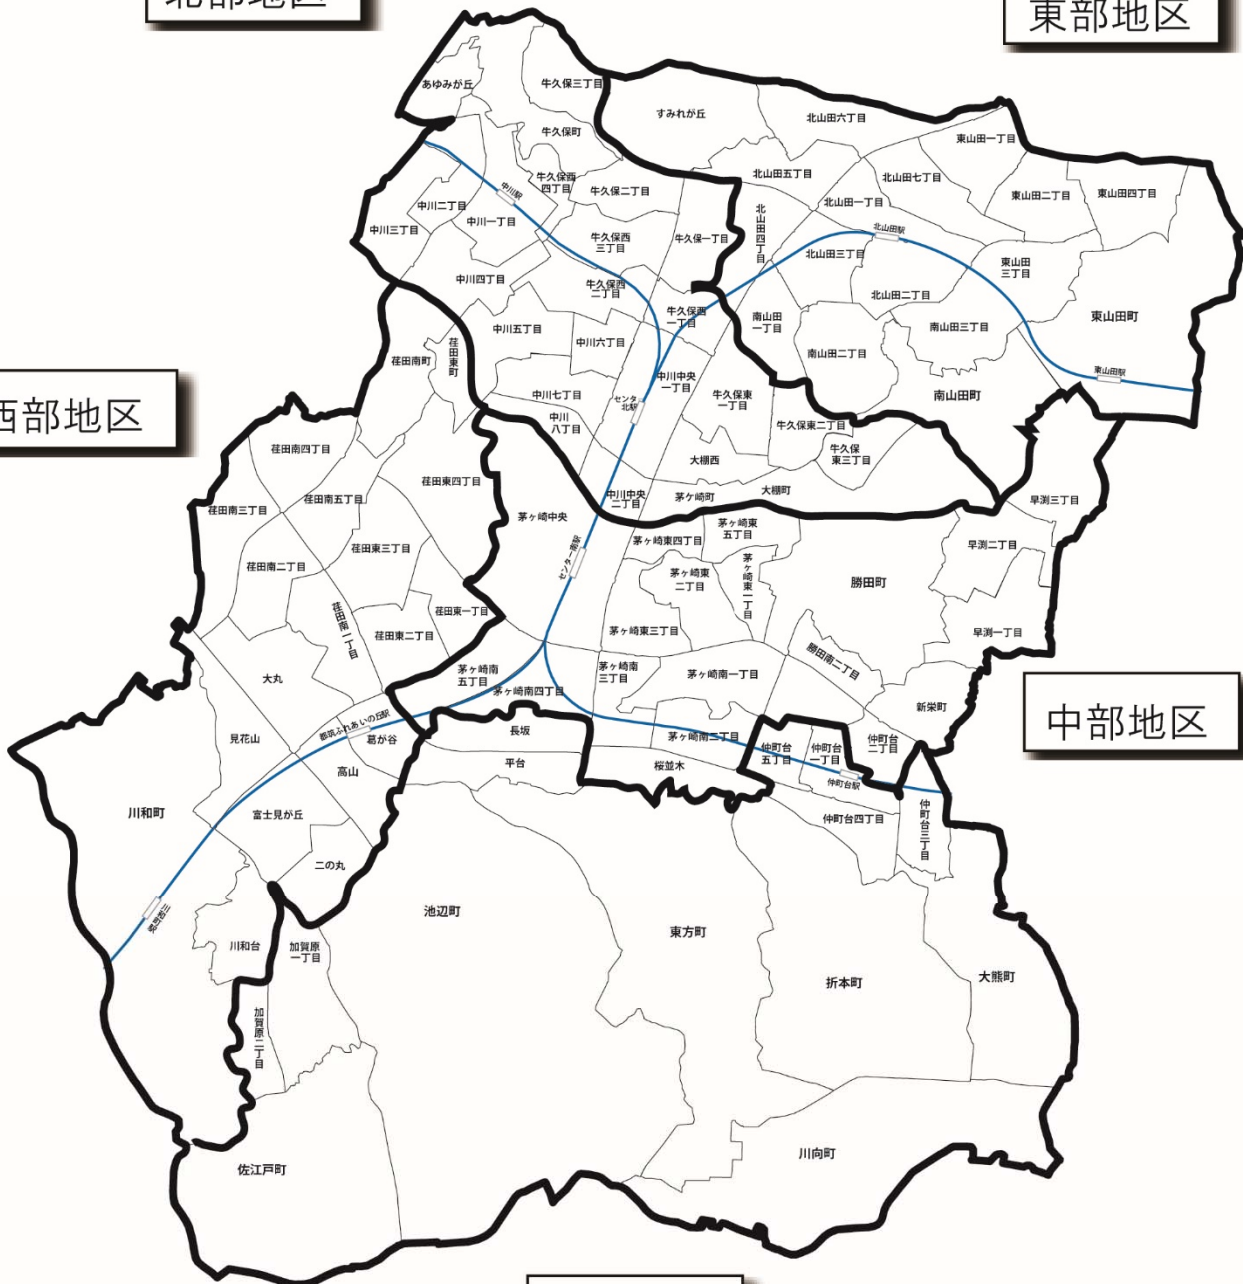 北部地区
東部地区
あゆみが丘
牛久保三丁目
すみれが丘
北山田六丁目
牛久保町
東山田一丁目
北山田五丁目
北山田七丁目
牛久保西
四丁目
牛久保二丁目
中川駅
東山田二丁目
東山田四丁目
中川二丁目
中川一丁目
北山田一丁目
北山田四丁目
中川三丁目
牛久保西
三丁目
牛久保一丁目
北山田駅
北山田三丁目
東山田
三丁目
中川四丁目
牛久保西
二丁目
北山田二丁目
牛久保西
一丁目
南山田
一丁目
東山田町
中川五丁目
南山田三丁目
中川六丁目
南山田二丁目
荏田南町
荏田東町
東山田駅
中川中央
一丁目
西部地区
中川七丁目
センター
北駅
牛久保東
一丁目
南山田町
中川
八丁目
牛久保東二丁目
荏田南四丁目
牛久保
東三丁目
大棚西
荏田東四丁目
大棚町
荏田南五丁目
中川中央
二丁目
茅ヶ崎町
早渕三丁目
荏田南三丁目
茅ヶ崎中央
茅ヶ崎東
五丁目
茅ヶ崎東四丁目
早渕二丁目
荏田東三丁目
センター南駅
荏田南二丁目
茅ヶ崎東
二丁目
茅ヶ崎東一丁目
勝田町
荏田東一丁目
荏田南一丁目
荏田東二丁目
茅ヶ崎東三丁目
早渕一丁目
勝田南二丁目
茅ヶ崎南
五丁目
茅ヶ崎南
三丁目
茅ヶ崎南一丁目
大丸
茅ヶ崎南四丁目
新栄町
中部地区
都筑ふれあいの丘駅
長坂
見花山
葛が谷
茅ヶ崎南二丁目
仲町台
五丁目
仲町台
一丁目
仲町台
二丁目
平台
桜並木
高山
仲町台駅
川和町
富士見が丘
仲町台四丁目
仲町台三丁目
二の丸
川和町駅
池辺町
東方町
川和台
加賀原
一丁目
折本町
大熊町
加賀原二丁目
川向町
佐江戸町